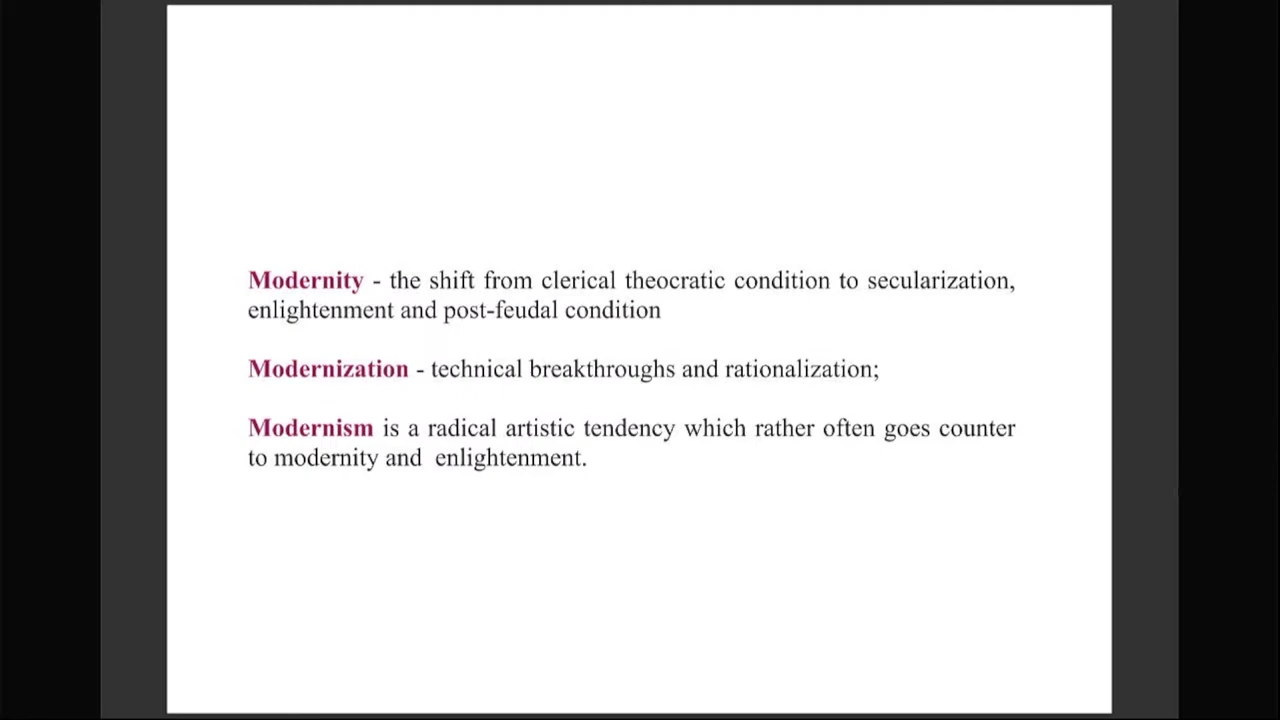 Modernity - the shift from clerical theocratic condition to secularization,
enlightenment and post-feudal condition
Modernization - technical breakthroughs and rationalization;
Modernism is a radical artistic tendency which rather often goes counter
to modernity and  enlightenment.